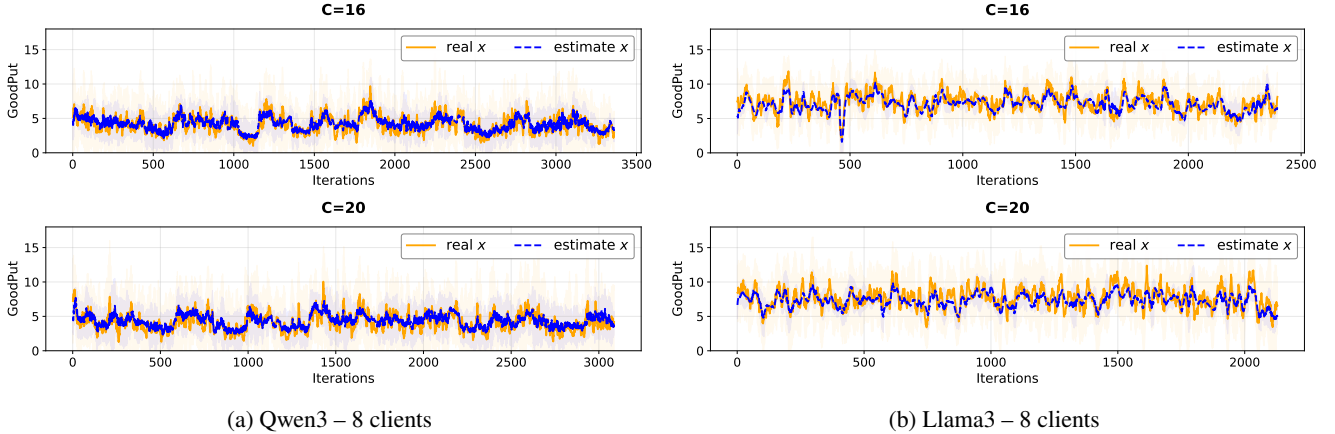 C=16
GoodPut
15
10
5
0
real x
estimate x
0
500
1000
1500
2000
2500
3000
3500
Iterations
C=20
GoodPut
15
10
5
0
real x
estimate x
0
500
1000
1500
2000
2500
3000
Iterations
(a) Qwen3 – 8 clients
C=16
GoodPut
15
10
5
0
real x
estimate x
0
500
1000
1500
2000
2500
Iterations
C=20
GoodPut
15
10
5
0
real x
estimate x
0
500
1000
1500
2000
Iterations
(b) Llama3 – 8 clients